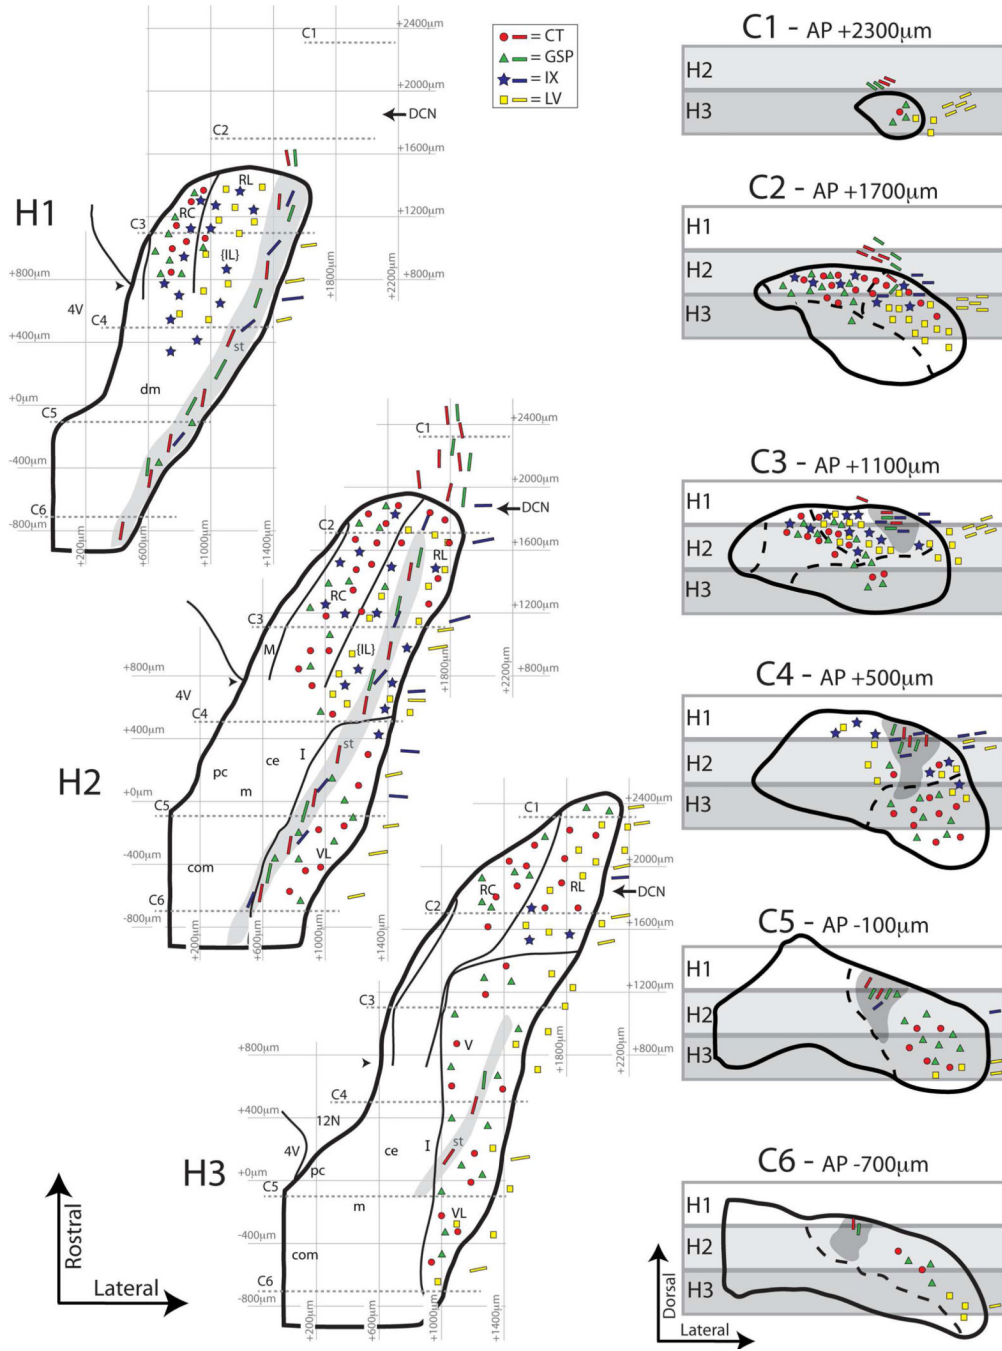 = CT
= GSP
= IX
= LV
H1
+2400μm
C1
+2000μm
DCN
C2
+1600μm
RL
RC
+1200μm
C3
{IL}
+800μm
+1800μm
+2200μm
+800μm
4V
C4
+400μm
st
dm
+0μm
C5
-400μm
C6
-800μm
+200μm
+600μm
+1000μm
+1400μm
H2
+2400μm
C1
+2000μm
DCN
C2
+1600μm
RL
RC
+1200μm
C3
M
{IL}
+800μm
+1800μm
+2200μm
+800μm
4V
C4
+400μm
I
st
pc
ce
+0μm
m
C5
VL
-400μm
com
C6
-800μm
+200μm
+600μm
+1000μm
+1400μm
H3
+2400μm
C1
+2000μm
RC
RL
DCN
C2
+1600μm
+1200μm
C3
V
+800μm
+1800μm
+2200μm
+800μm
C4
+400μm
12N
4V
ce
I
st
pc
+0μm
C5
m
VL
-400μm
com
C6
-800μm
+200μm
+600μm
+1000μm
+1400μm
Rostral
Lateral
C1 - AP +2300μm
H2
H3
C2 - AP +1700μm
H1
H2
H3
C3 - AP +1100μm
H1
H2
H3
C4 - AP +500μm
H1
H2
H3
C5 - AP -100μm
H1
H2
H3
C6 - AP -700μm
H1
H2
H3
Dorsal
Lateral